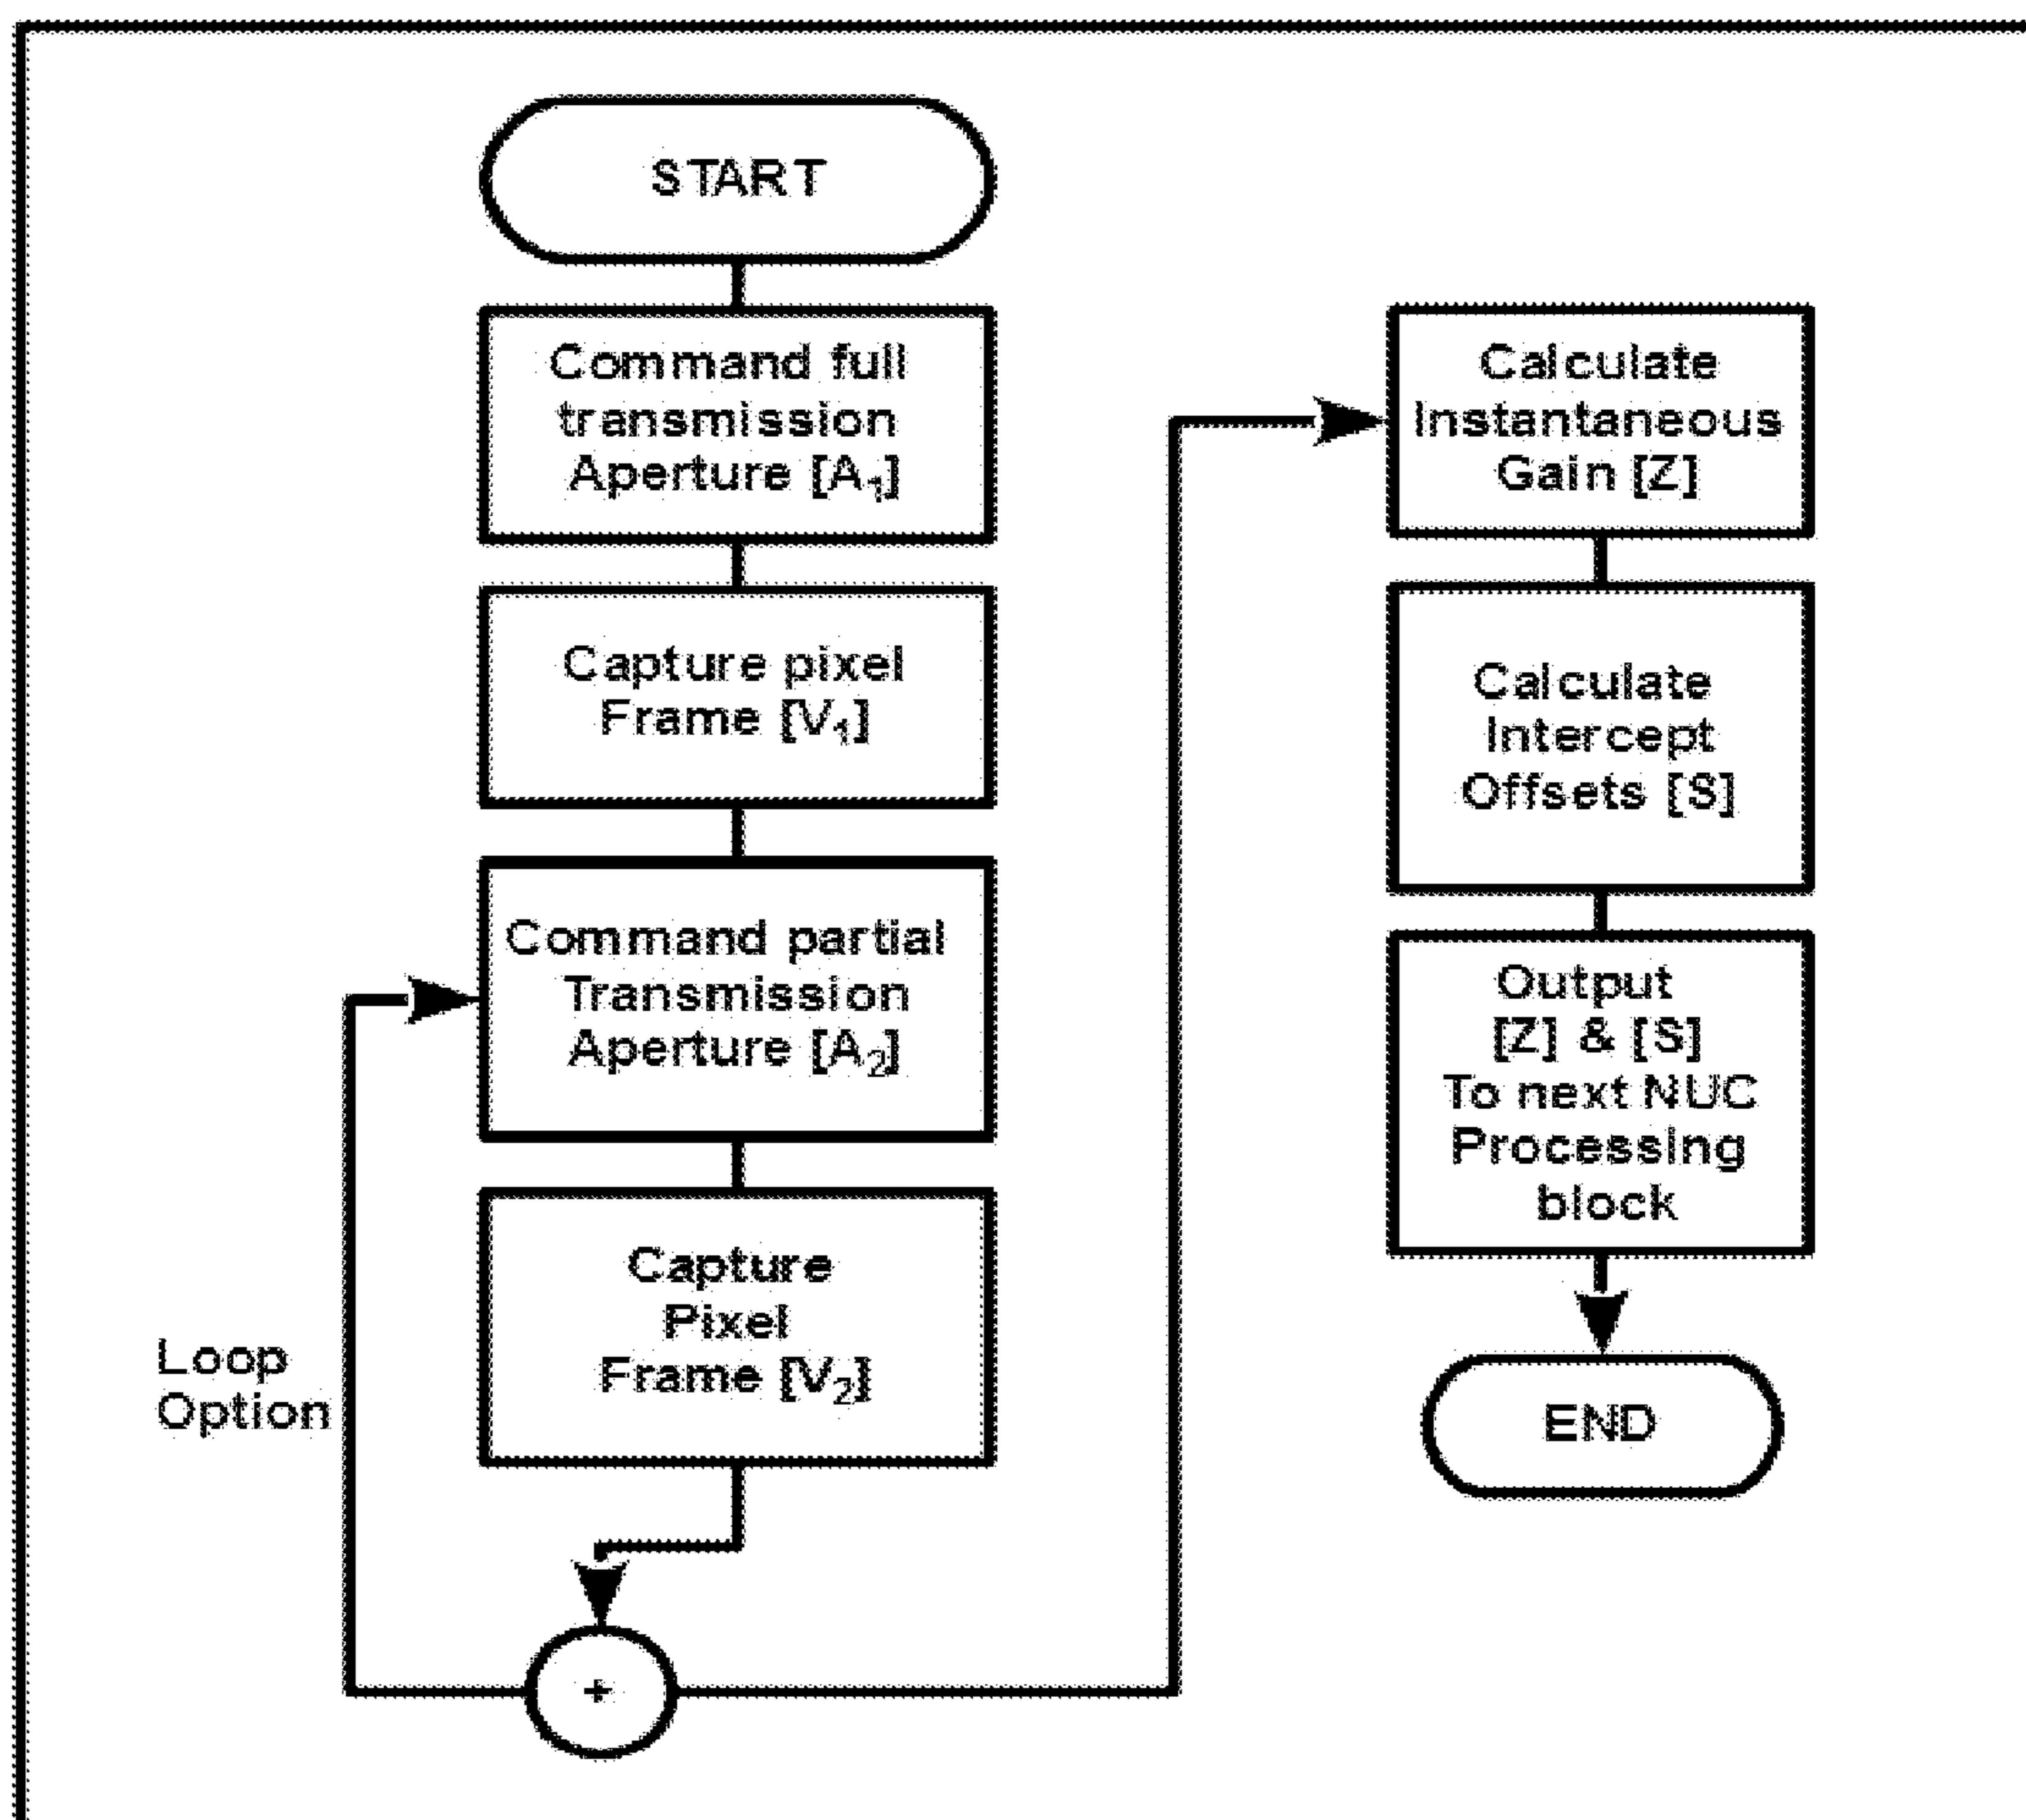 START
Command full
transmission
Aperture [A₁]
Capture pixel
Frame [V₁]
Command partial
Transmission
Aperture [A₂]
Capture
Pixel
Frame [V₂]
Loop
Option
+
Calculate
Instantaneous
Gain [Z]
Calculate
Intercept
Offsets [S]
Output
[Z] & [S]
To next NUC
Processing
block
END